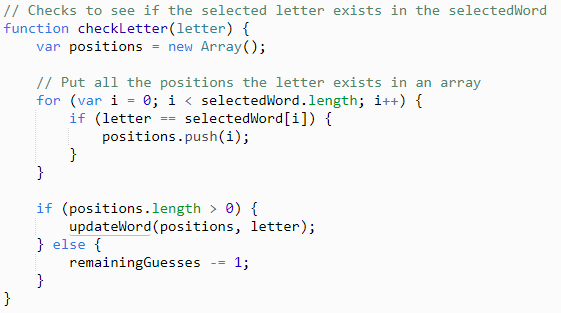 // Checks to see if the selected letter exists in the selectedWord
function checkLetter(letter) {
    var positions = new Array();

    // Put all the positions the letter exists in an array
    for (var i = 0; i < selectedWord.length; i++) {
        if (letter == selectedWord[i]) {
            positions.push(i);
        }
    }

    if (positions.length > 0) {
        updateWord(positions, letter);
    } else {
        remainingGuesses -= 1;
    }
}